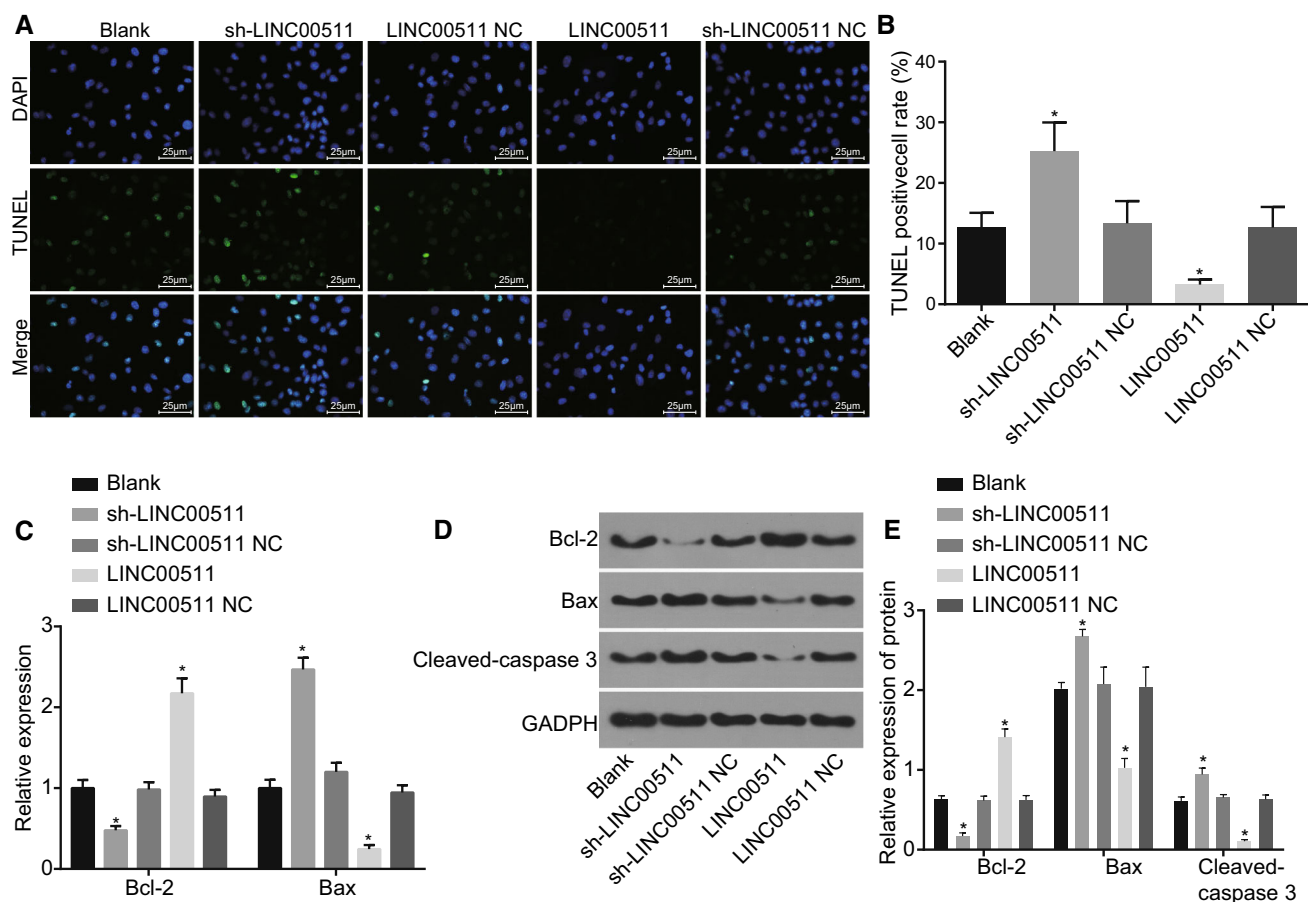 A
Blank
sh-LINC00511
LINC00511 NC
LINC00511
sh-LINC00511 NC
DAPI
25μm
25μm
25μm
25μm
25μm
TUNEL
25μm
25μm
25μm
25μm
25μm
Merge
25μm
25μm
25μm
25μm
25μm
B
TUNEL positivecell rate (%)
40
30
20
10
0
*
*
Blank
sh-LINC00511
sh-LINC00511 NC
LINC00511
LINC00511 NC
C
Blank
sh-LINC00511
sh-LINC00511 NC
LINC00511
LINC00511 NC
Relative expression
3
2
1
0
*
*
*
*
Bcl-2
Bax
D
Bcl-2
Bax
Cleaved-caspase 3
GADPH
Blank
sh-LINC00511
sh-LINC00511 NC
LINC00511
LINC00511 NC
E
Blank
sh-LINC00511
sh-LINC00511 NC
LINC00511
LINC00511 NC
Relative expression of protein
3
2
1
0
*
*
*
*
*
*
Bcl-2
Bax
Cleaved-
caspase 3